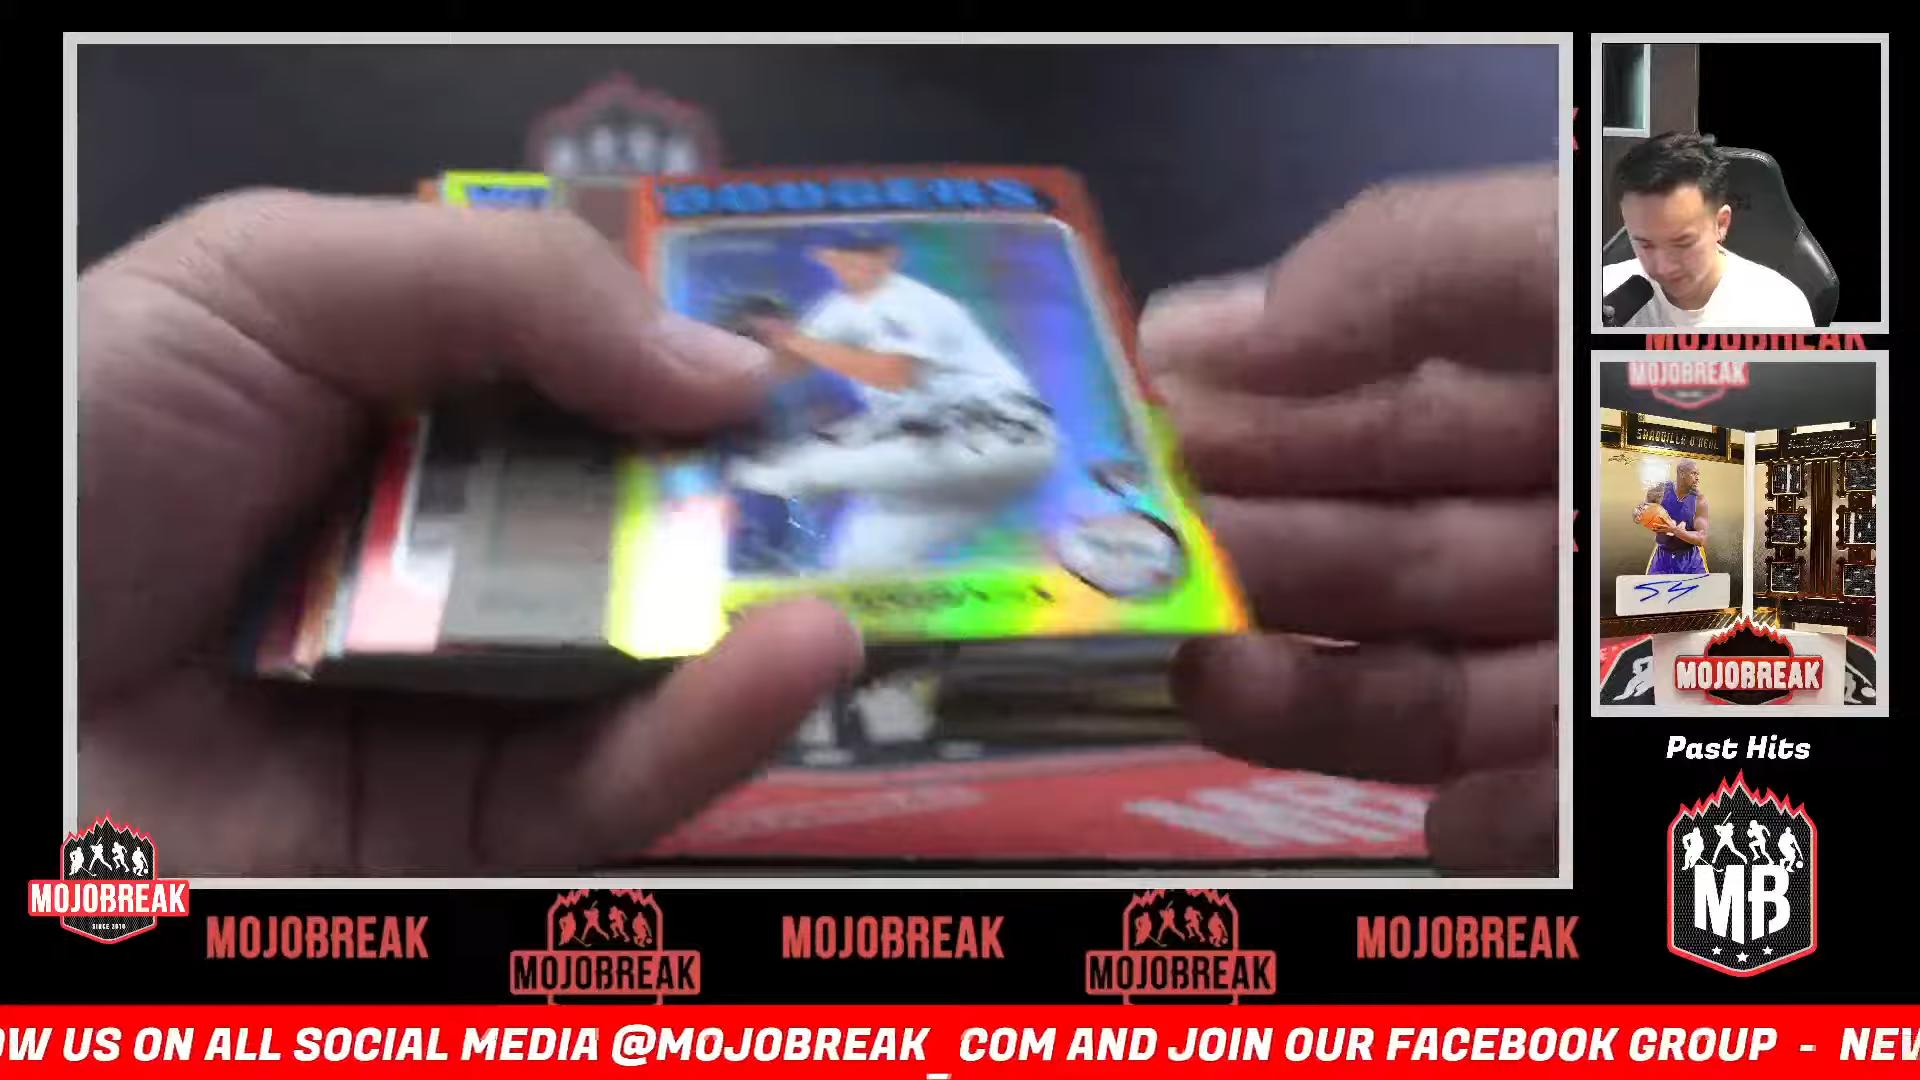 DODGERS
MOJOBREAK
MOJOBREAK
SHAQUILLE O'NEAL
MOJOBREAK
Past Hits
MB
MOJOBREAK
SINCE 2010
MOJOBREAK
MOJOBREAK
MOJOBREAK
MOJOBREAK
MOJOBREAK
OW US ON ALL SOCIAL MEDIA @MOJOBREAK_COM AND JOIN OUR FACEBOOK GROUP - NEW